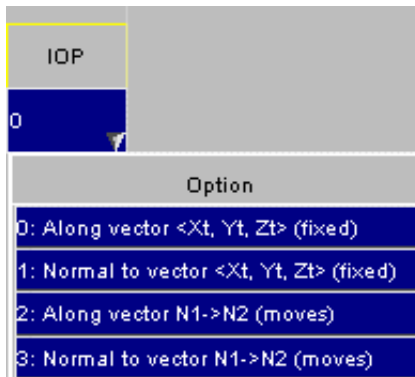 IOP
0
Option
0: Along vector <Xt, Yt, Zt> (fixed)
1: Normal to vector <Xt, Yt, Zt> (fixed)
2: Along vector N1->N2 (moves)
3: Normal to vector N1->N2 (moves)